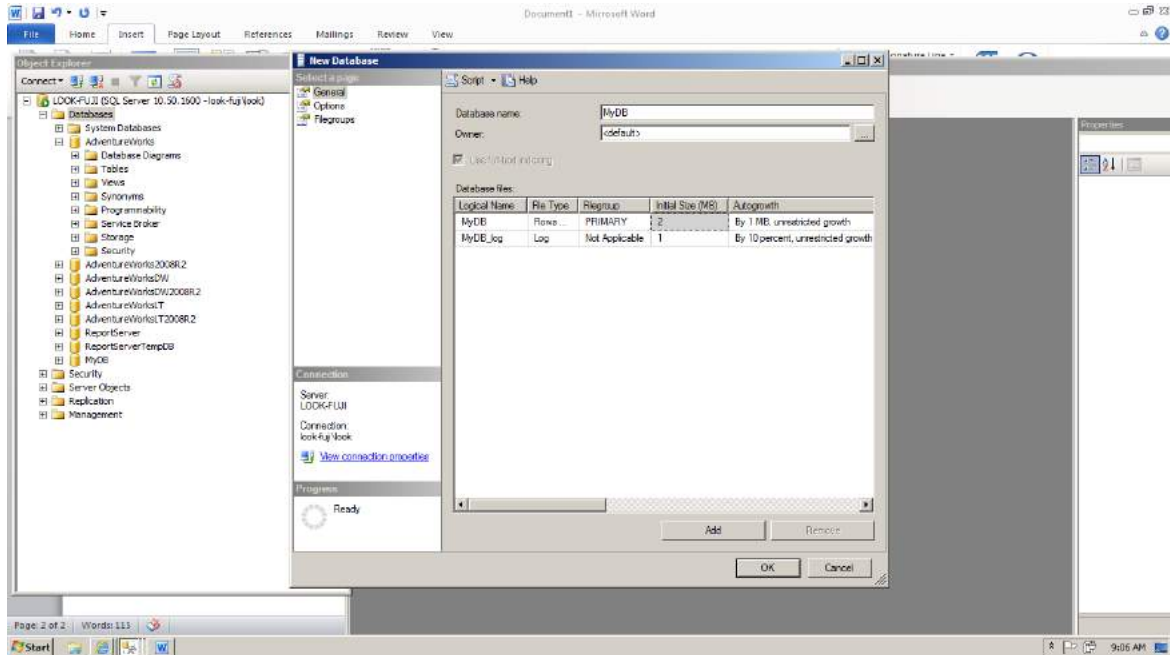 Document1 - Microsoft Word
File Home Insert Page Layout References Mailings Review View
Object Explorer
Connect
LOOK-FUJI (SQL Server 10.50.1600 - look-fuji\look)
Databases
System Databases
AdventureWorks
Database Diagrams
Tables
Views
Synonyms
Programmability
Service Broker
Storage
Security
AdventureWorks2008R2
AdventureWorksDW
AdventureWorksDW2008R2
AdventureWorksLT
AdventureWorksLT2008R2
ReportServer
ReportServerTempDB
MyDB
Security
Server Objects
Replication
Management
New Database
Select a page
General
Options
Filegroups
Script Help
Database name: MyDB
Owner: <default> ...
Use full-text indexing
Database files:
Logical Name File Type Filegroup Initial Size (MB) Autogrowth
MyDB Rows ... PRIMARY 2 By 1 MB, unrestricted growth
MyDB_log Log Not Applicable 1 By 10 percent, unrestricted growth
Connection
Server:
LOOK-FUJI
Connection:
look-fuji\look
View connection properties
Progress
Ready
Add Remove
OK Cancel
Properties
Page: 2 of 2 Words: 113
Start 9:06 AM